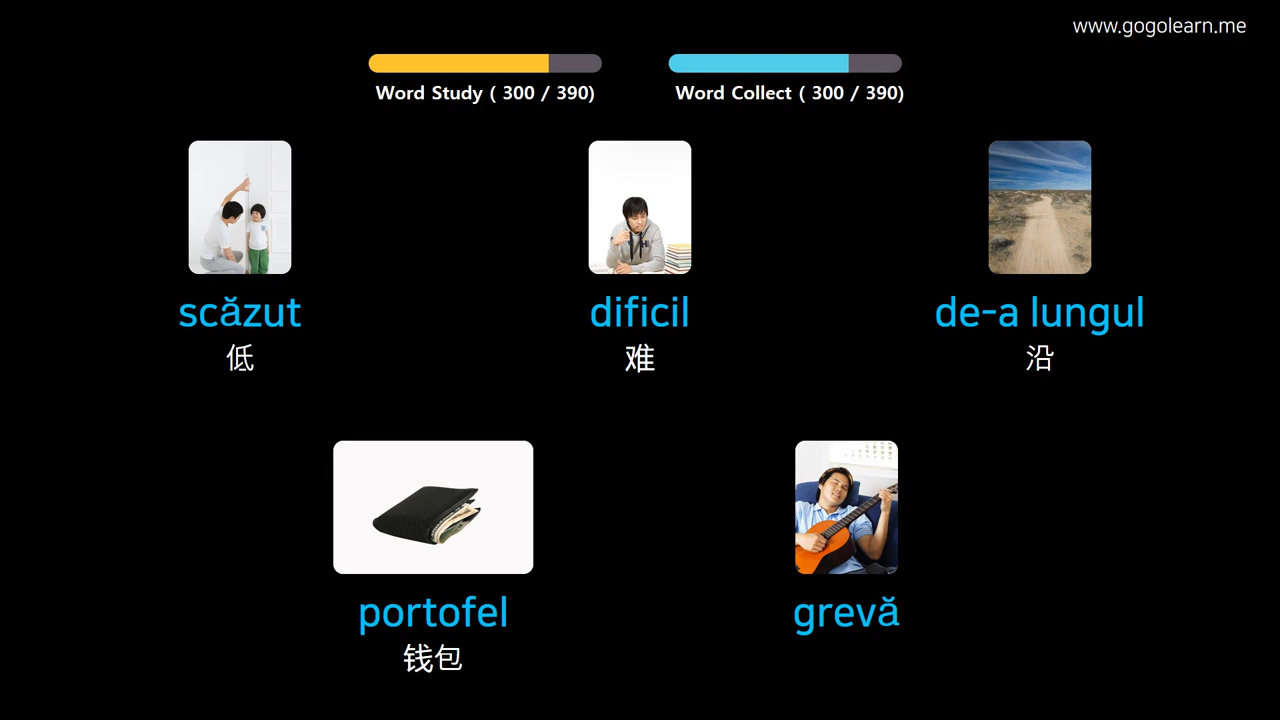 www.gogolearn.me
Word Study ( 300 / 390)
Word Collect ( 300 / 390)
scăzut
低
dificil
难
de-a lungul
沿
portofel
钱包
grevă